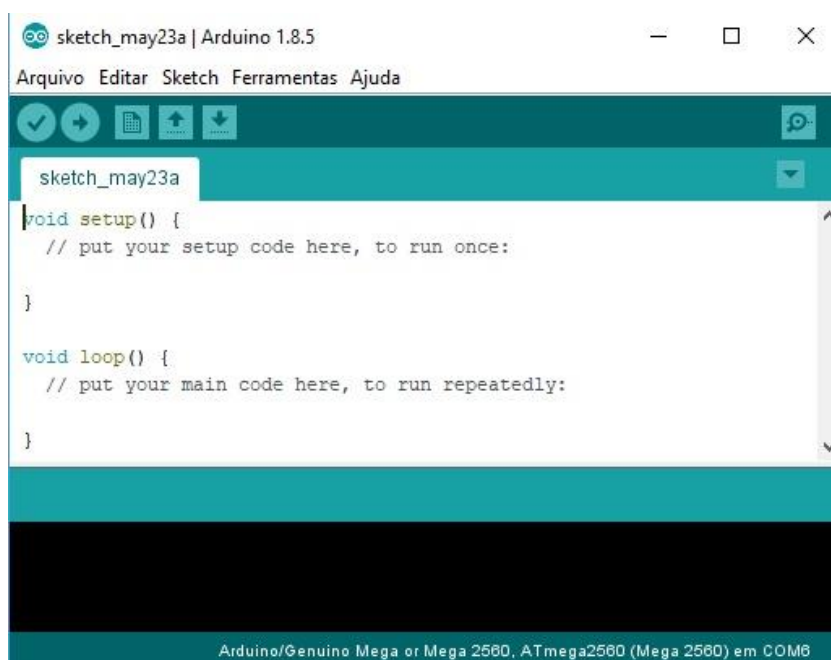 sketch_may23a | Arduino 1.8.5
Arquivo Editar Sketch Ferramentas Ajuda
sketch_may23a
void setup() {
  // put your setup code here, to run once:
}
void loop() {
  // put your main code here, to run repeatedly:
}
Arduino/Genuino Mega or Mega 2560, ATmega2560 (Mega 2560) em COM6